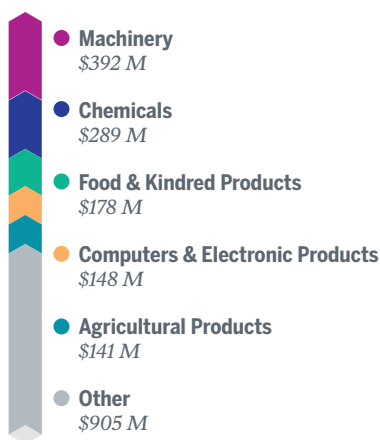 Machinery
$392 M
Chemicals
$289 M
Food & Kindred Products
$178 M
Computers & Electronic Products
$148 M
Agricultural Products
$141 M
Other
$905 M